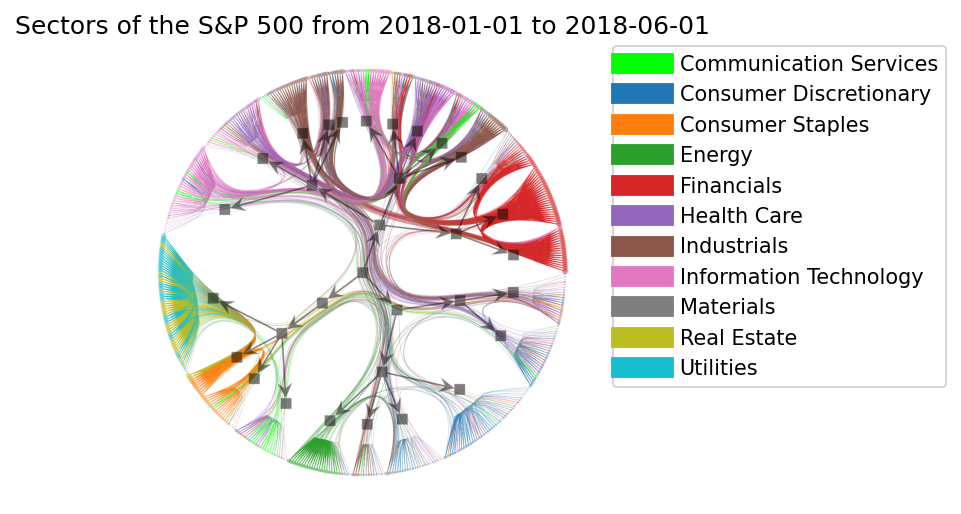 Sectors of the S&P 500 from 2018-01-01 to 2018-06-01
Communication Services
Consumer Discretionary
Consumer Staples
Energy
Financials
Health Care
Industrials
Information Technology
Materials
Real Estate
Utilities